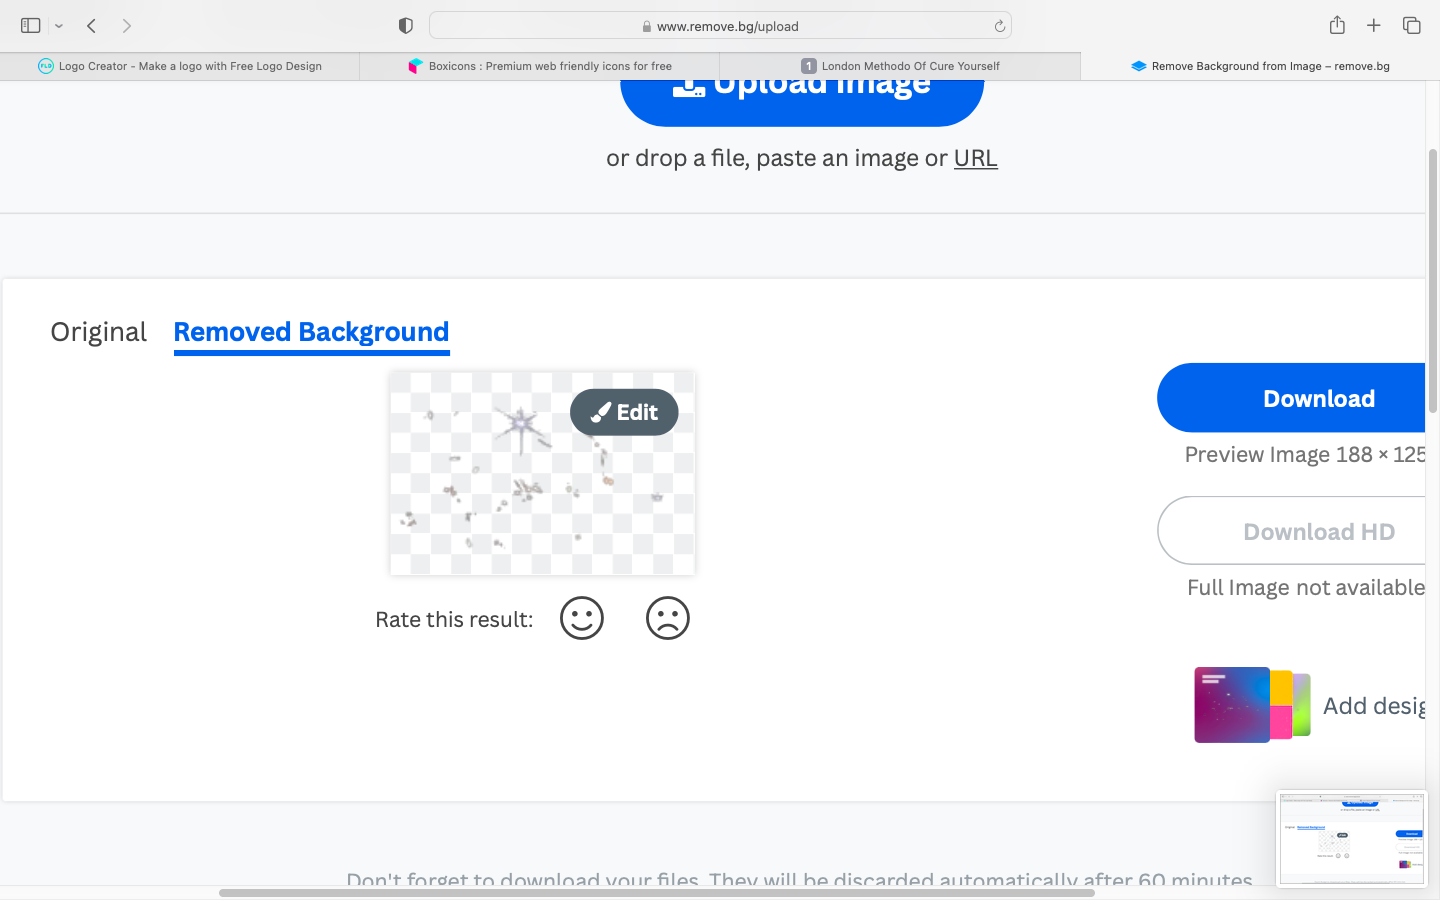 www.remove.bg/upload
Logo Creator - Make a logo with Free Logo Design
Boxicons : Premium web friendly icons for free
1 London Methodo Of Cure Yourself
Remove Background from Image – remove.bg
Upload Image
or drop a file, paste an image or URL
Original Removed Background
Edit
Download
Preview Image 188 × 125
Download HD
Full Image not available
Rate this result:
Add desig
Don't forget to download your files. They will be discarded automatically after 60 minutes